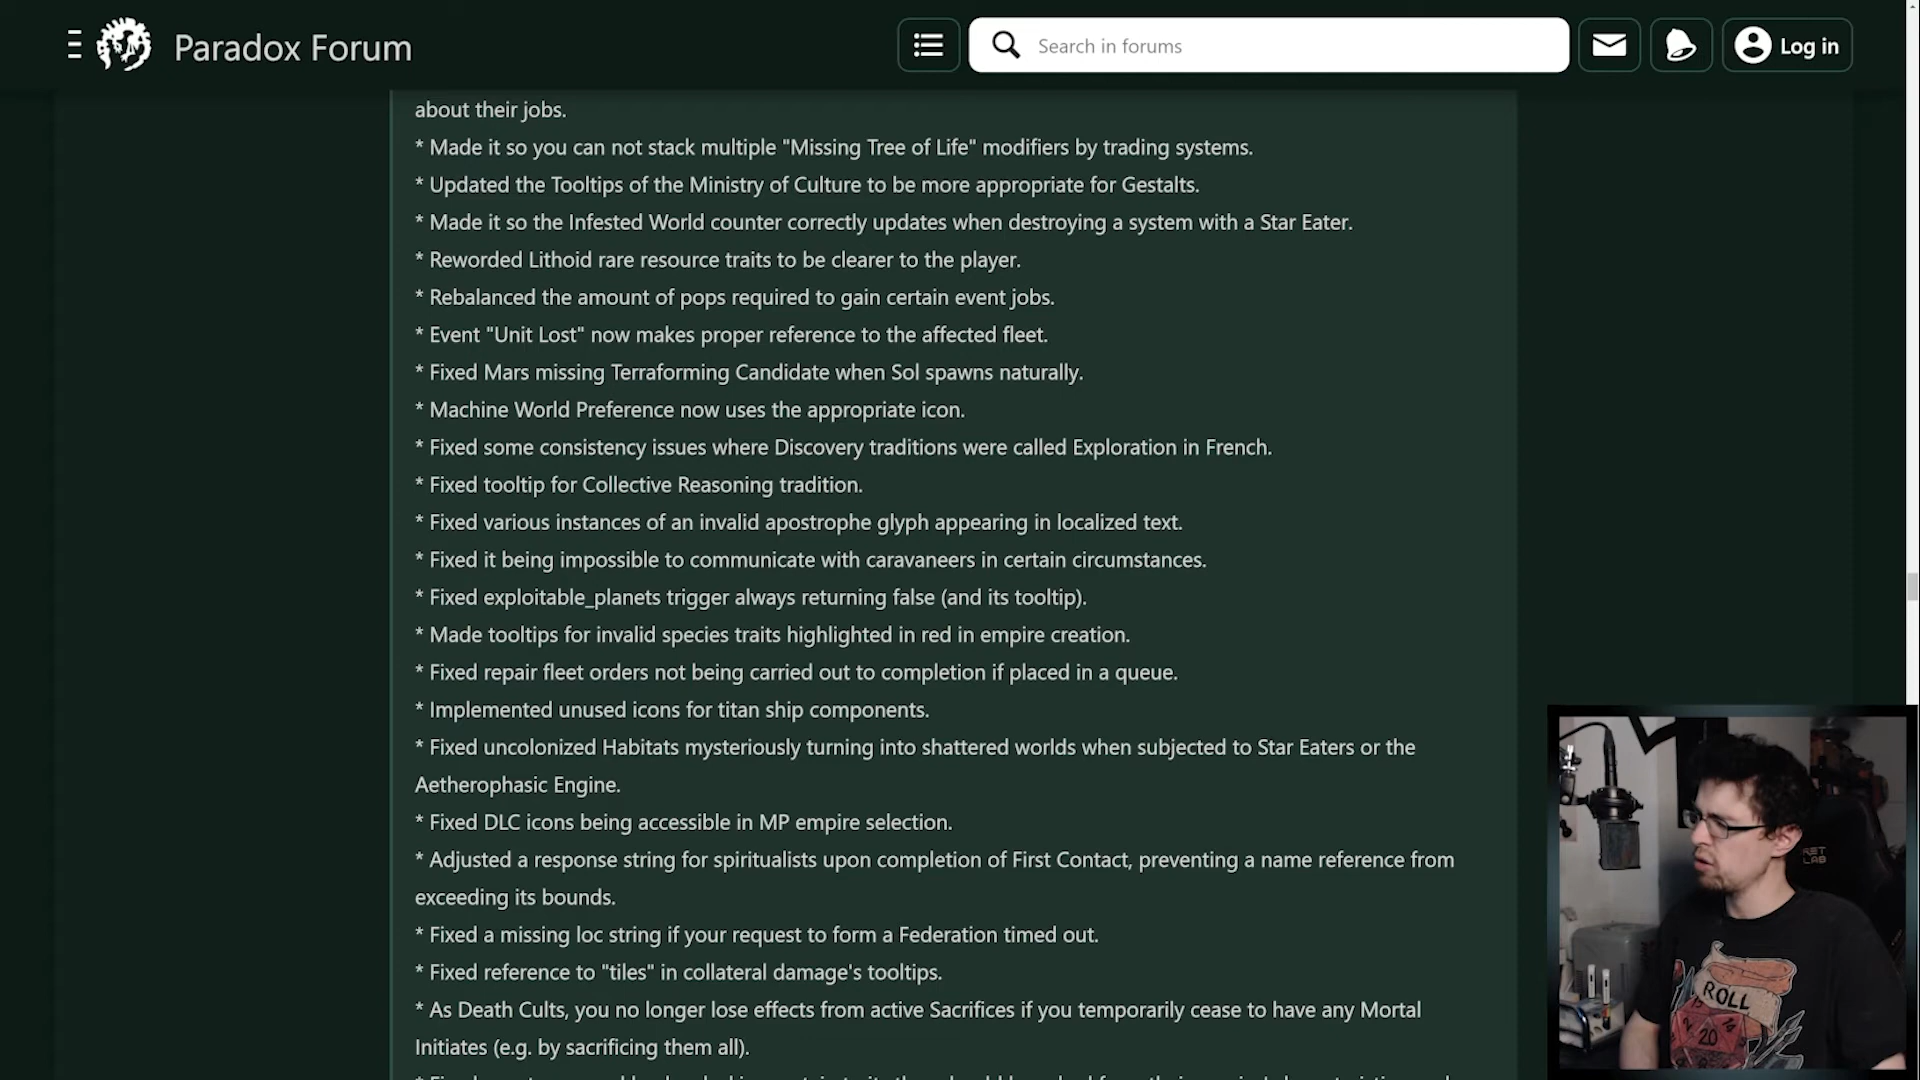 Paradox Forum
Search in forums
Log in
about their jobs.
* Made it so you can not stack multiple "Missing Tree of Life" modifiers by trading systems.
* Updated the Tooltips of the Ministry of Culture to be more appropriate for Gestalts.
* Made it so the Infested World counter correctly updates when destroying a system with a Star Eater.
* Reworded Lithoid rare resource traits to be clearer to the player.
* Rebalanced the amount of pops required to gain certain event jobs.
* Event "Unit Lost" now makes proper reference to the affected fleet.
* Fixed Mars missing Terraforming Candidate when Sol spawns naturally.
* Machine World Preference now uses the appropriate icon.
* Fixed some consistency issues where Discovery traditions were called Exploration in French.
* Fixed tooltip for Collective Reasoning tradition.
* Fixed various instances of an invalid apostrophe glyph appearing in localized text.
* Fixed it being impossible to communicate with caravaneers in certain circumstances.
* Fixed exploitable_planets trigger always returning false (and its tooltip).
* Made tooltips for invalid species traits highlighted in red in empire creation.
* Fixed repair fleet orders not being carried out to completion if placed in a queue.
* Implemented unused icons for titan ship components.
* Fixed uncolonized Habitats mysteriously turning into shattered worlds when subjected to Star Eaters or the
Aetherophasic Engine.
* Fixed DLC icons being accessible in MP empire selection.
* Adjusted a response string for spiritualists upon completion of First Contact, preventing a name reference from
exceeding its bounds.
* Fixed a missing loc string if your request to form a Federation timed out.
* Fixed reference to "tiles" in collateral damage's tooltips.
* As Death Cults, you no longer lose effects from active Sacrifices if you temporarily cease to have any Mortal
Initiates (e.g. by sacrificing them all).
LAB
ROLL
20